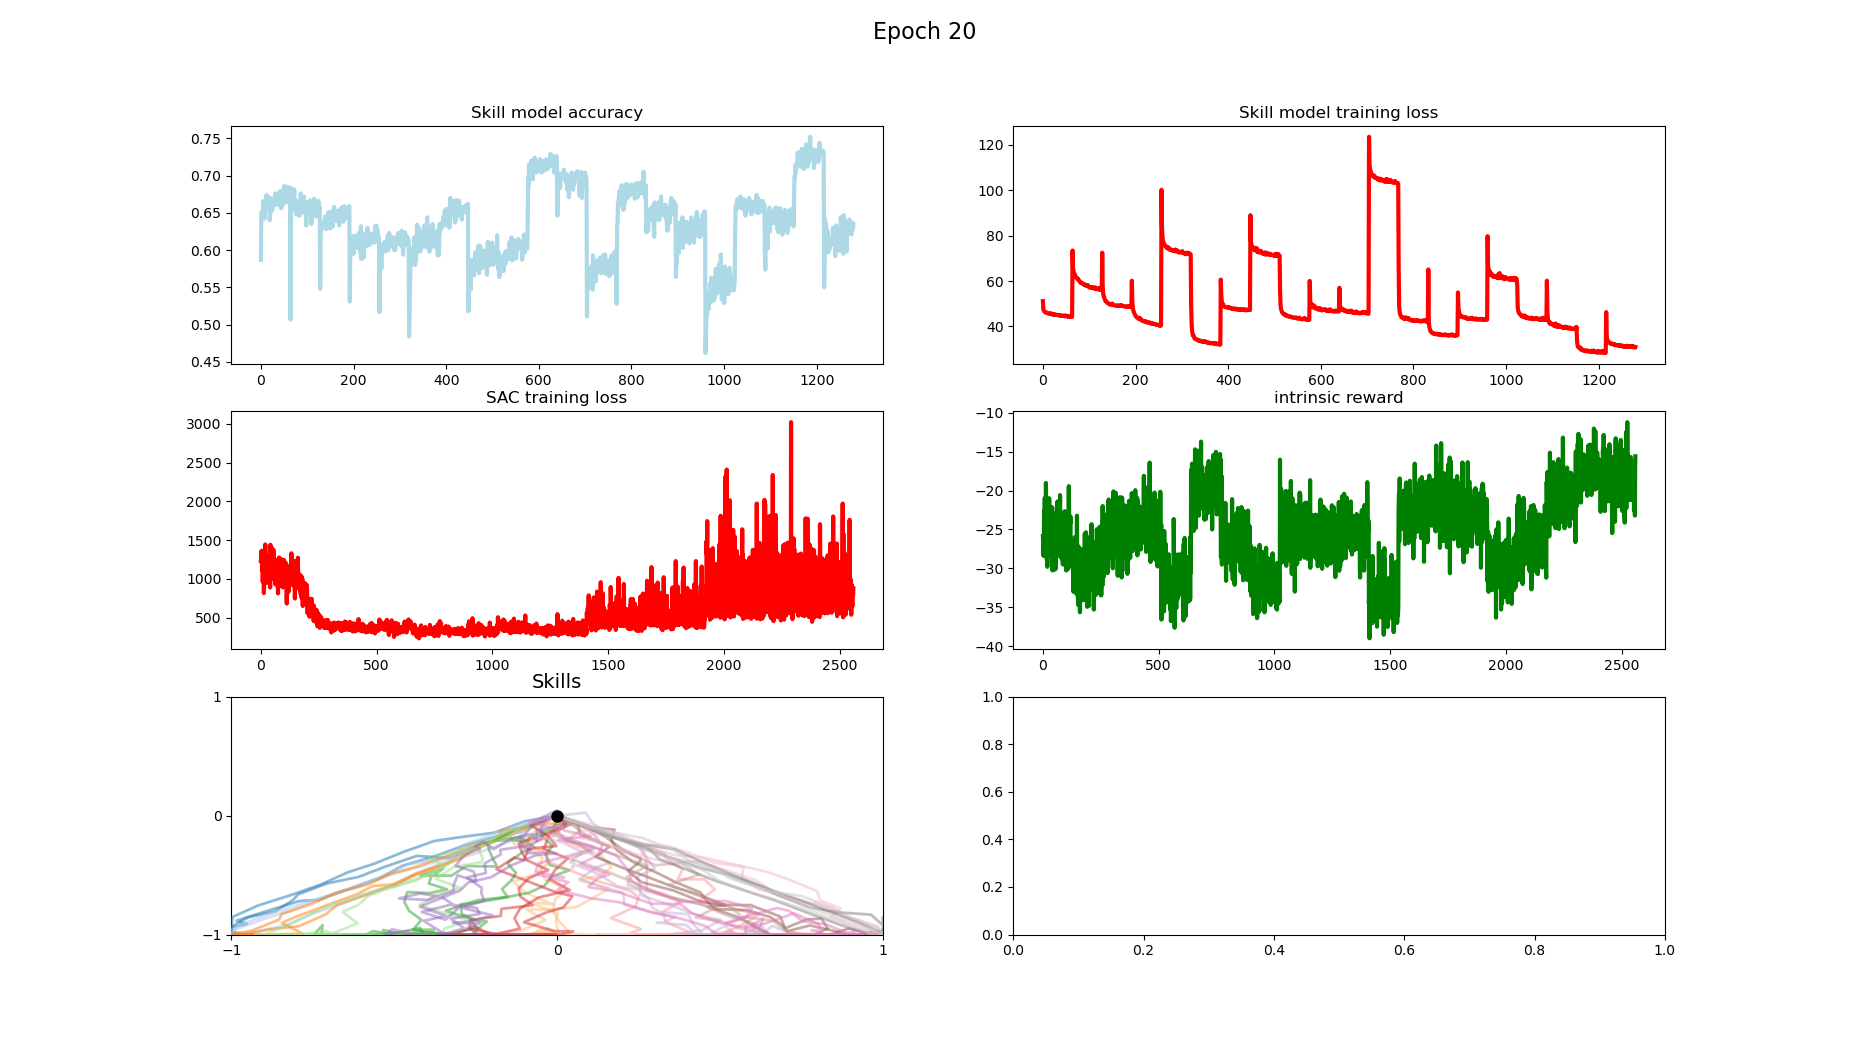 Epoch 20
Skill model accuracy
0.75
0.70
0.65
0.60
0.55
0.50
0.45
0 200 400 600 800 1000 1200
Skill model training loss
120
100
80
60
40
0 200 400 600 800 1000 1200
SAC training loss
3000
2500
2000
1500
1000
500
0 500 1000 1500 2000 2500
intrinsic reward
−10
−15
−20
−25
−30
−35
−40
0 500 1000 1500 2000 2500
Skills
1
0
−1
−1 0 1
1.0
0.8
0.6
0.4
0.2
0.0
0.0 0.2 0.4 0.6 0.8 1.0